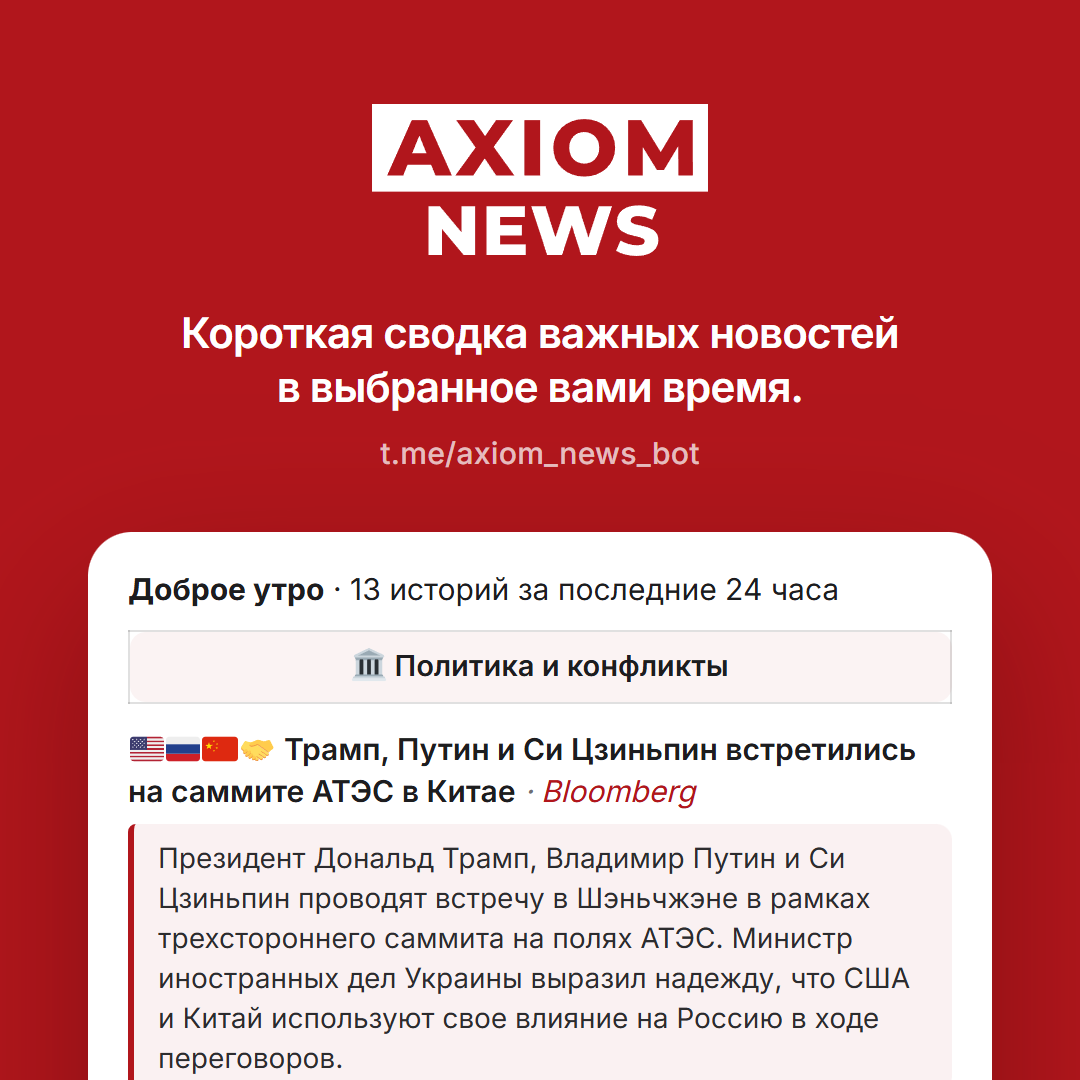 AXIOM
NEWS
Короткая сводка важных новостей
в выбранное вами время.
t.me/axiom_news_bot
Доброе утро · 13 историй за последние 24 часа
🏛️ Политика и конфликты
🇺🇸🇷🇺🇨🇳🤝 Трамп, Путин и Си Цзиньпин встретились
на саммите АТЭС в Китае · Bloomberg
Президент Дональд Трамп, Владимир Путин и Си
Цзиньпин проводят встречу в Шэньчжэне в рамках
трехстороннего саммита на полях АТЭС. Министр
иностранных дел Украины выразил надежду, что США
и Китай используют свое влияние на Россию в ходе
переговоров.